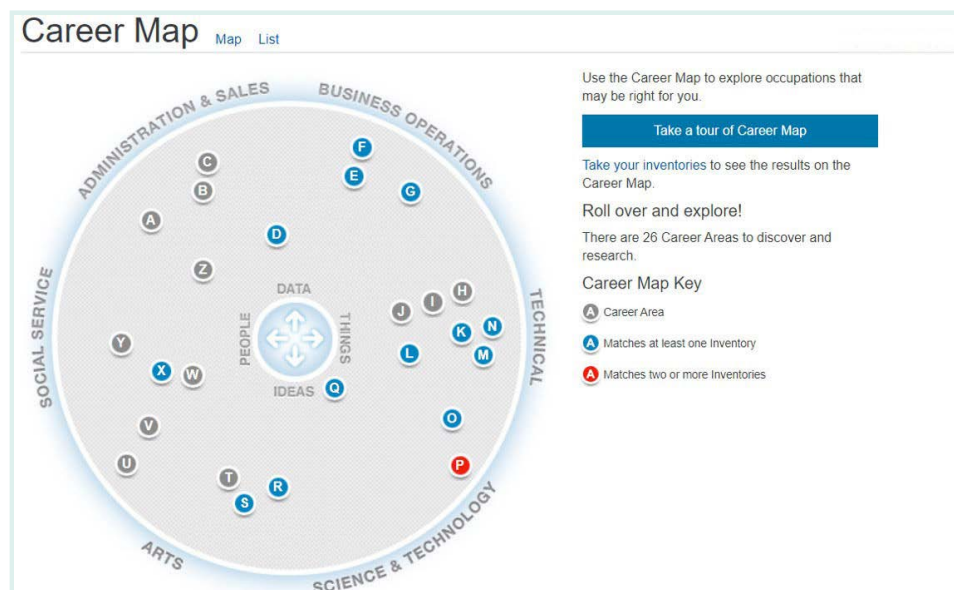 Career Map Map List
ADMINISTRATION & SALES
BUSINESS OPERATIONS
TECHNICAL
SCIENCE & TECHNOLOGY
ARTS
SOCIAL SERVICE
DATA
THINGS
IDEAS
PEOPLE
F
C
E
B
G
A
D
Z
H
I
J
N
K
Y
L
M
X
W
Q
O
V
U
P
T
R
S
Use the Career Map to explore occupations that
may be right for you.
Take a tour of Career Map
Take your inventories to see the results on the
Career Map.
Roll over and explore!
There are 26 Career Areas to discover and
research.
Career Map Key
A Career Area
A Matches at least one Inventory
A Matches two or more Inventories